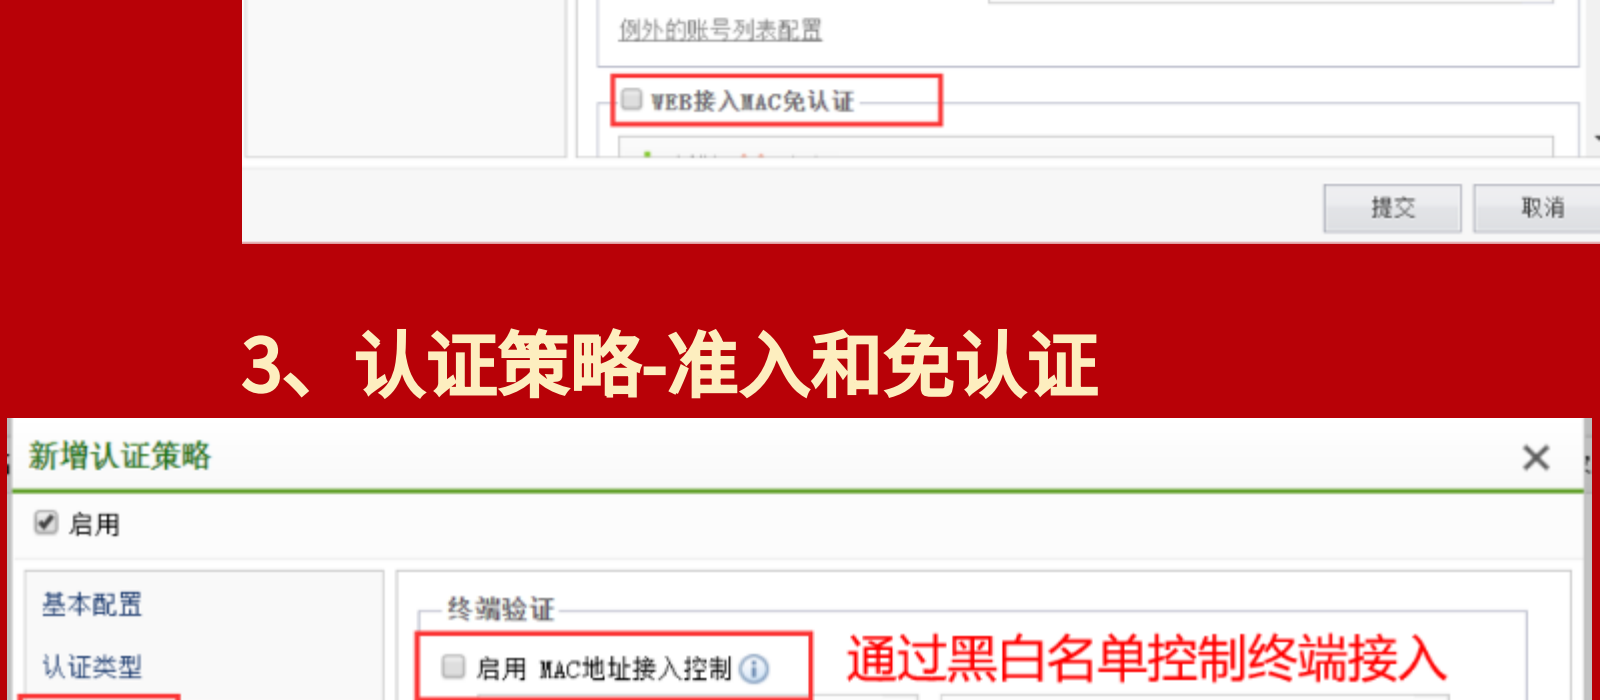 例外的账号列表配置
WEB接入MAC免认证
提交 取消
3、认证策略-准入和免认证
新增认证策略
启用
基本配置
终端验证
认证类型
启用 MAC地址接入控制
通过黑白名单控制终端接入